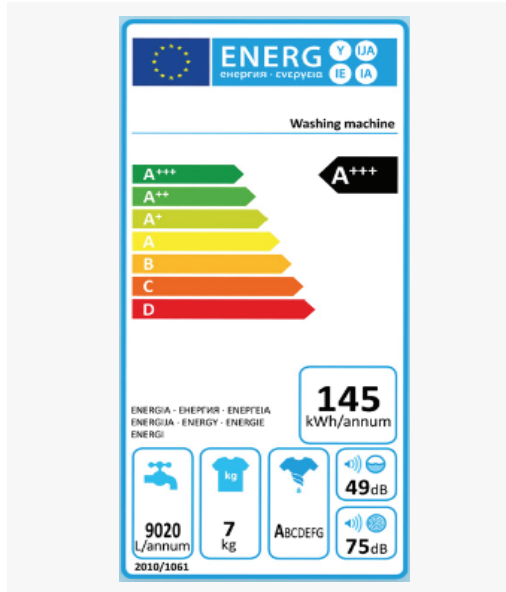 ENERG Y IJA
енергия · ενεργεια IE IA
Washing machine
A+++
A+++
A++
A+
A
B
C
D
145
kWh/annum
ENERGIA · ЕНЕРГИЯ · ΕΝΕΡΓΕΙΑ
ENERGIJA · ENERGY · ENERGIE
ENERGI
kg
9020
L/annum
7
kg
ABCDEFG
49dB
75dB
2010/1061